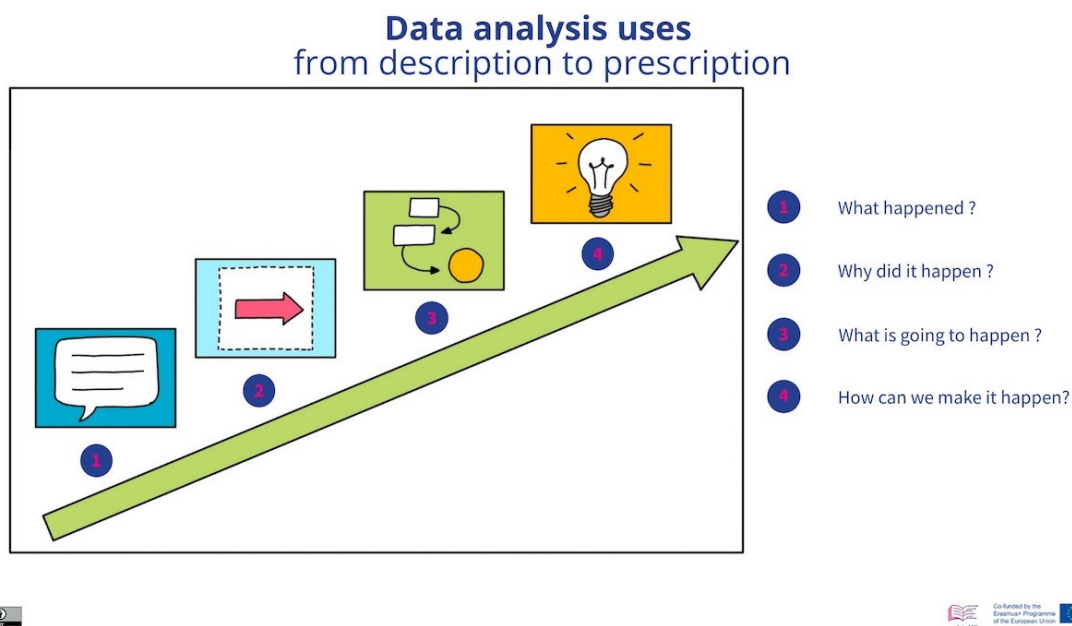 Data analysis uses
from description to prescription
1
2
3
4
1 What happened ?
2 Why did it happen ?
3 What is going to happen ?
4 How can we make it happen?
Co-funded by the
Erasmus+ Programme
of the European Union